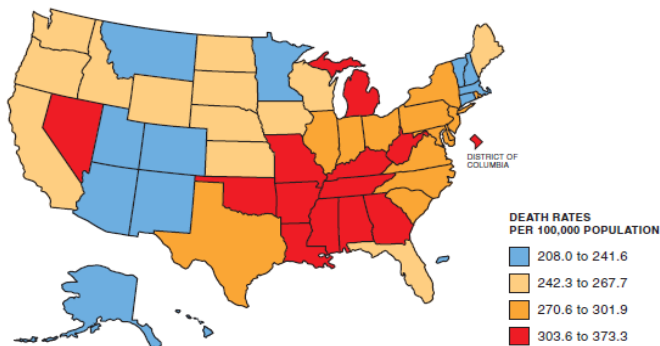 DISTRICT OF
COLUMBIA
DEATH RATES
PER 100,000 POPULATION
208.0 to 241.6
242.3 to 267.7
270.6 to 301.9
303.6 to 373.3